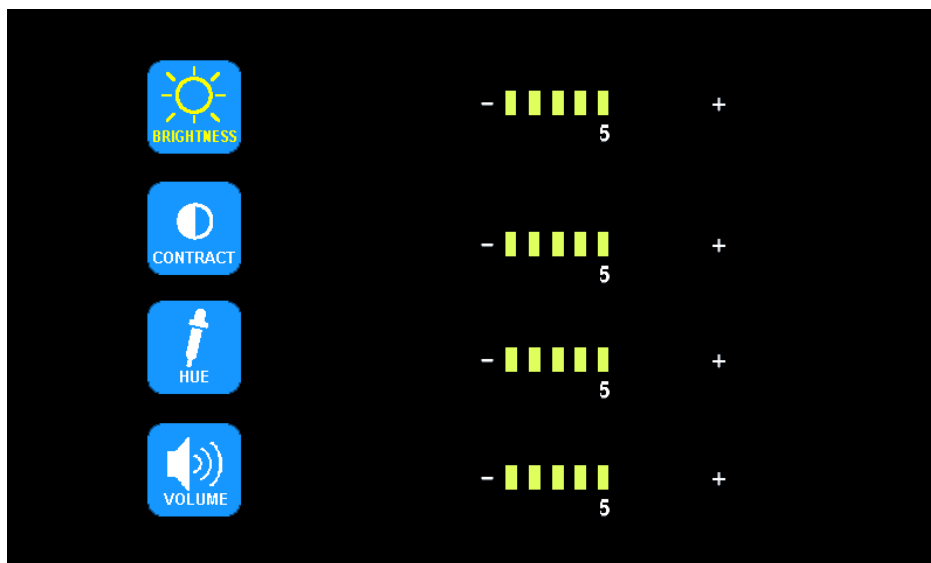 BRIGHTNESS
- +
5
CONTRACT
- +
5
HUE
- +
5
VOLUME
- +
5